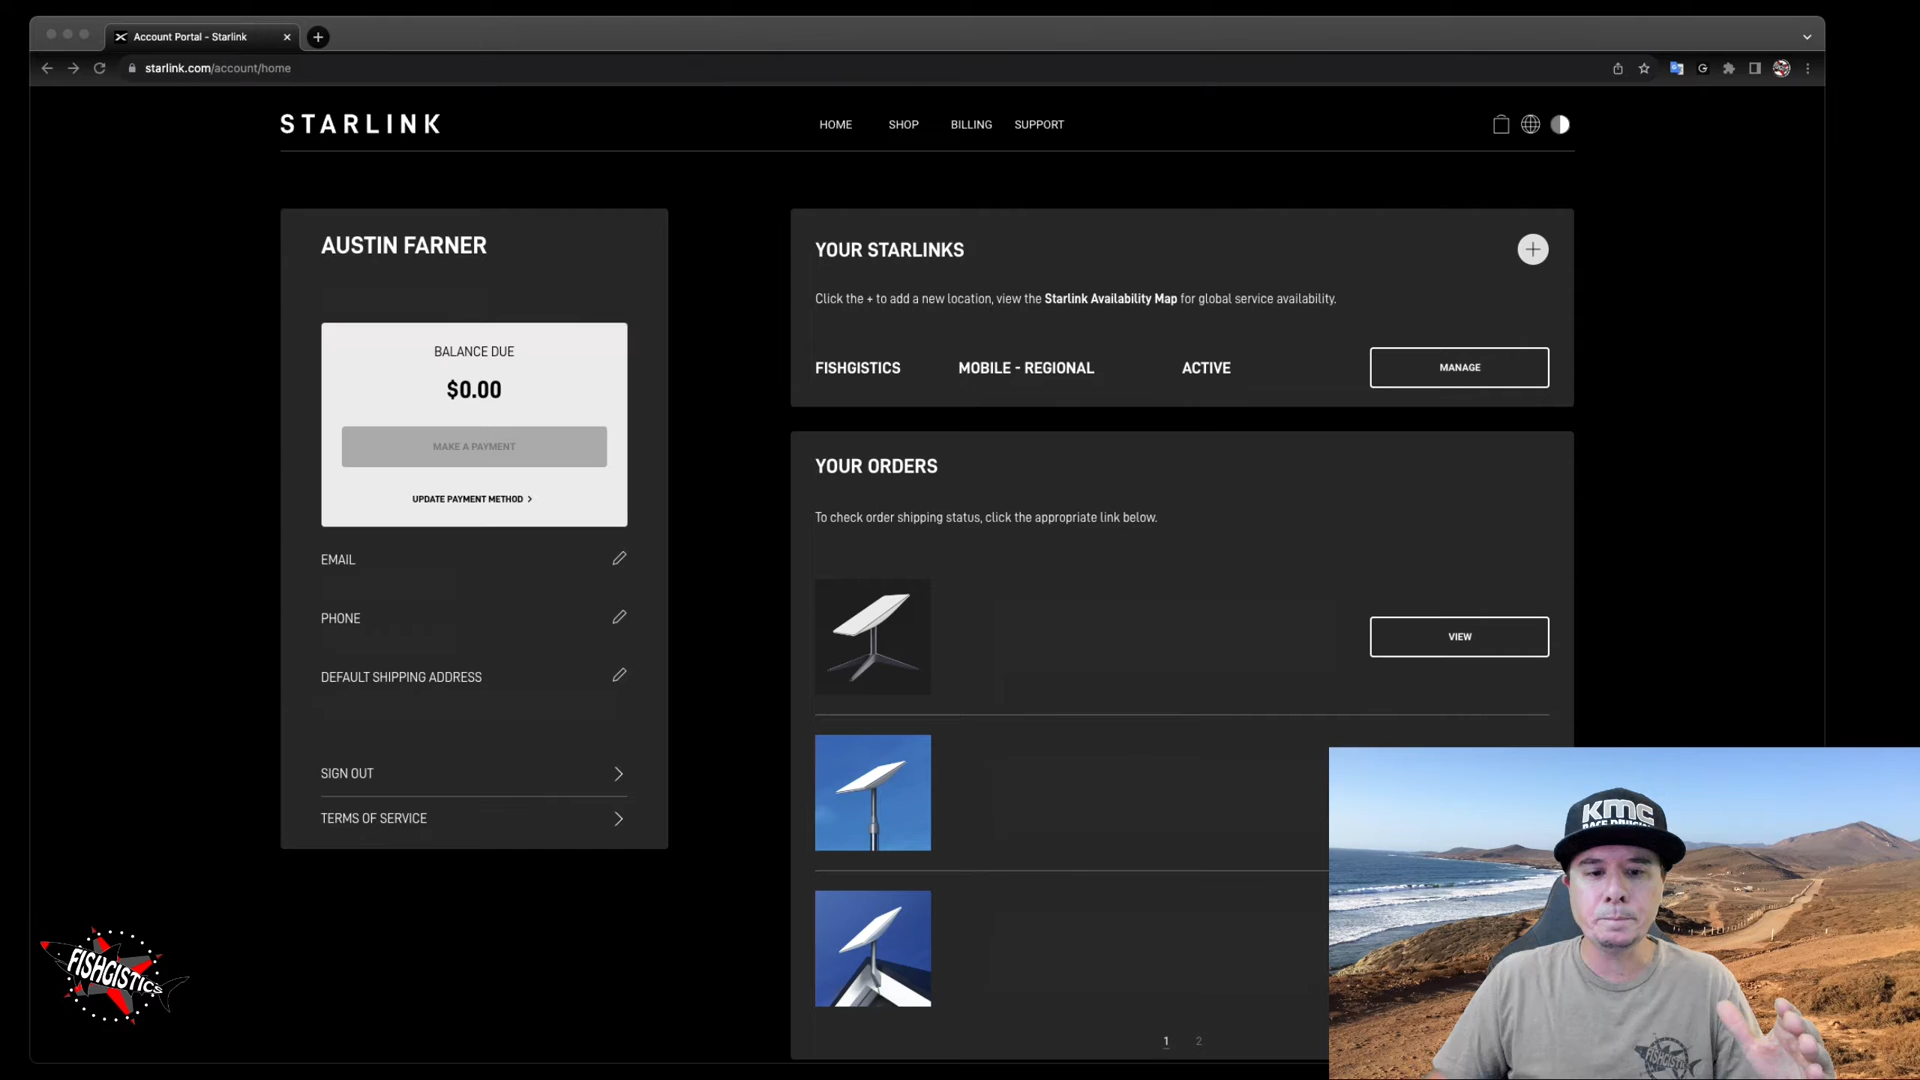 Account Portal - Starlink
starlink.com/account/home
STARLINK
HOME
SHOP
BILLING
SUPPORT
AUSTIN FARNER
BALANCE DUE
$0.00
MAKE A PAYMENT
UPDATE PAYMENT METHOD
EMAIL
PHONE
DEFAULT SHIPPING ADDRESS
SIGN OUT
TERMS OF SERVICE
YOUR STARLINKS
Click the + to add a new location, view the Starlink Availability Map for global service availability.
FISHGISTICS
MOBILE - REGIONAL
ACTIVE
MANAGE
YOUR ORDERS
To check order shipping status, click the appropriate link below.
VIEW
1
2
FISHGISTICS
KMC
RACE DIVISION
FISHGISTICS